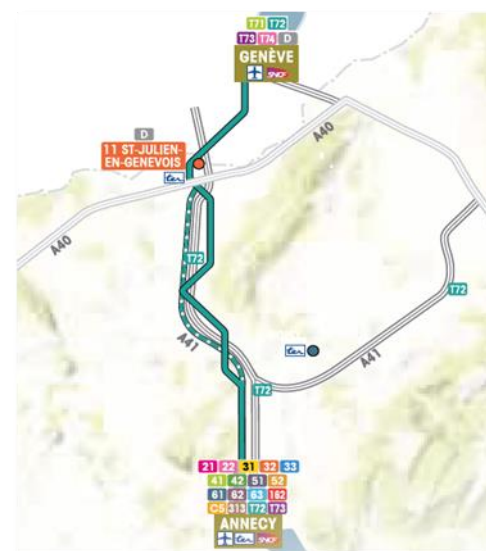 T71 T72
T73 T74 D
GENÈVE
SNCF
D
11 ST-JULIEN-
EN-GENEVOIS
ter
A40
A40
T72
T72
A41
ter
A41
T72
21 22 31 32 33
41 42 51 52
61 62 63 162
C5 313 T72 T73
ANNECY
ter SNCF